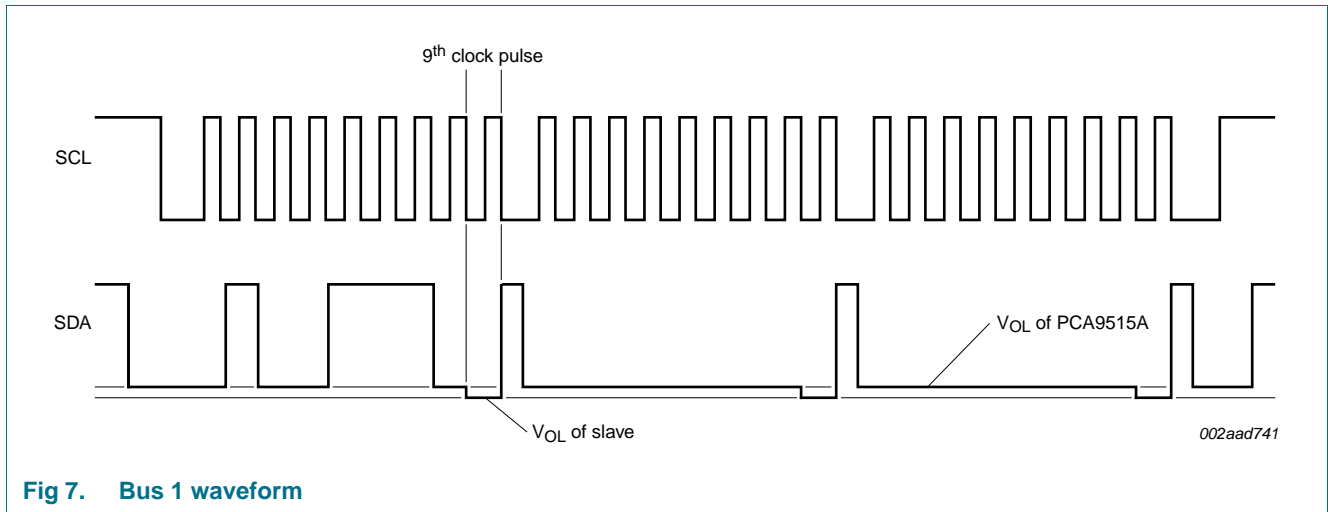 9th clock pulse
SCL
SDA
VOL of PCA9515A
VOL of slave
002aad741
Fig 7. Bus 1 waveform